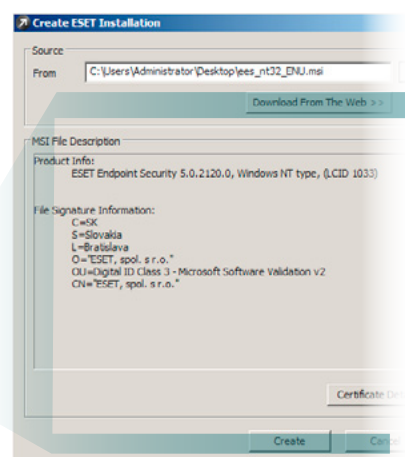 Create ESET Installation
Source
From C:\Users\Administrator\Desktop\ees_nt32_ENU.msi
Download From The Web >>
MSI File Description
Product Info:
ESET Endpoint Security 5.0.2120.0, Windows NT type, (LCID 1033)
File Signature Information:
C=SK
S=Slovakia
L=Bratislava
O="ESET, spol. s r.o."
OU=Digital ID Class 3 - Microsoft Software Validation v2
CN="ESET, spol. s r.o."
Certificate
Create Cancel